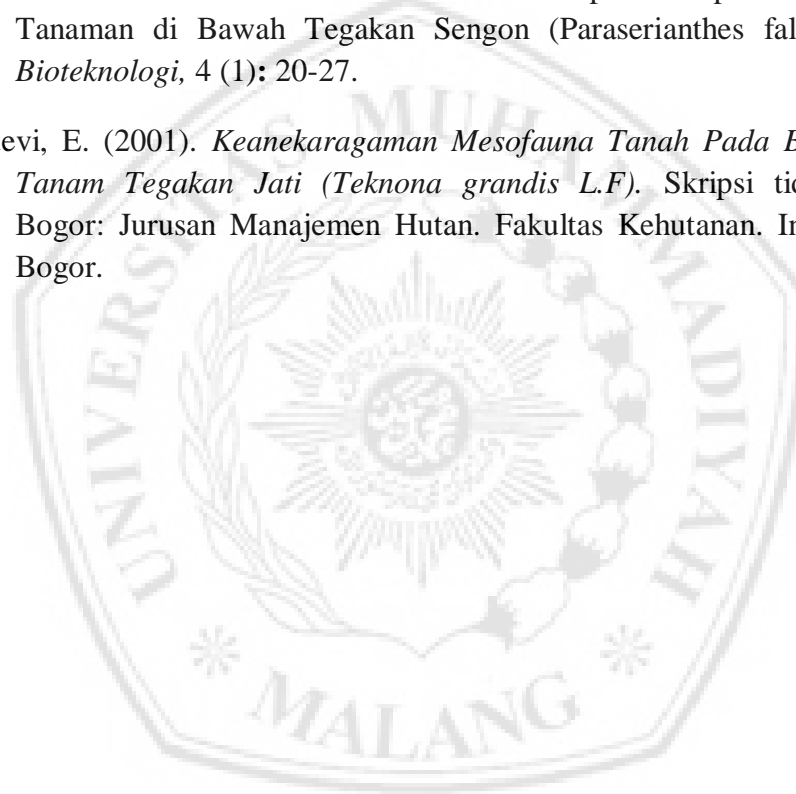 Tanaman di Bawah Tegakan Sengon (Paraserianthes fal
Bioteknologi, 4 (1): 20-27.
evi, E. (2001). Keanekaragaman Mesofauna Tanah Pada B
Tanam Tegakan Jati (Teknona grandis L.F). Skripsi tid
Bogor: Jurusan Manajemen Hutan. Fakultas Kehutanan. In
Bogor.
UNIVERSITAS MUHAMMADIYAH
MALANG